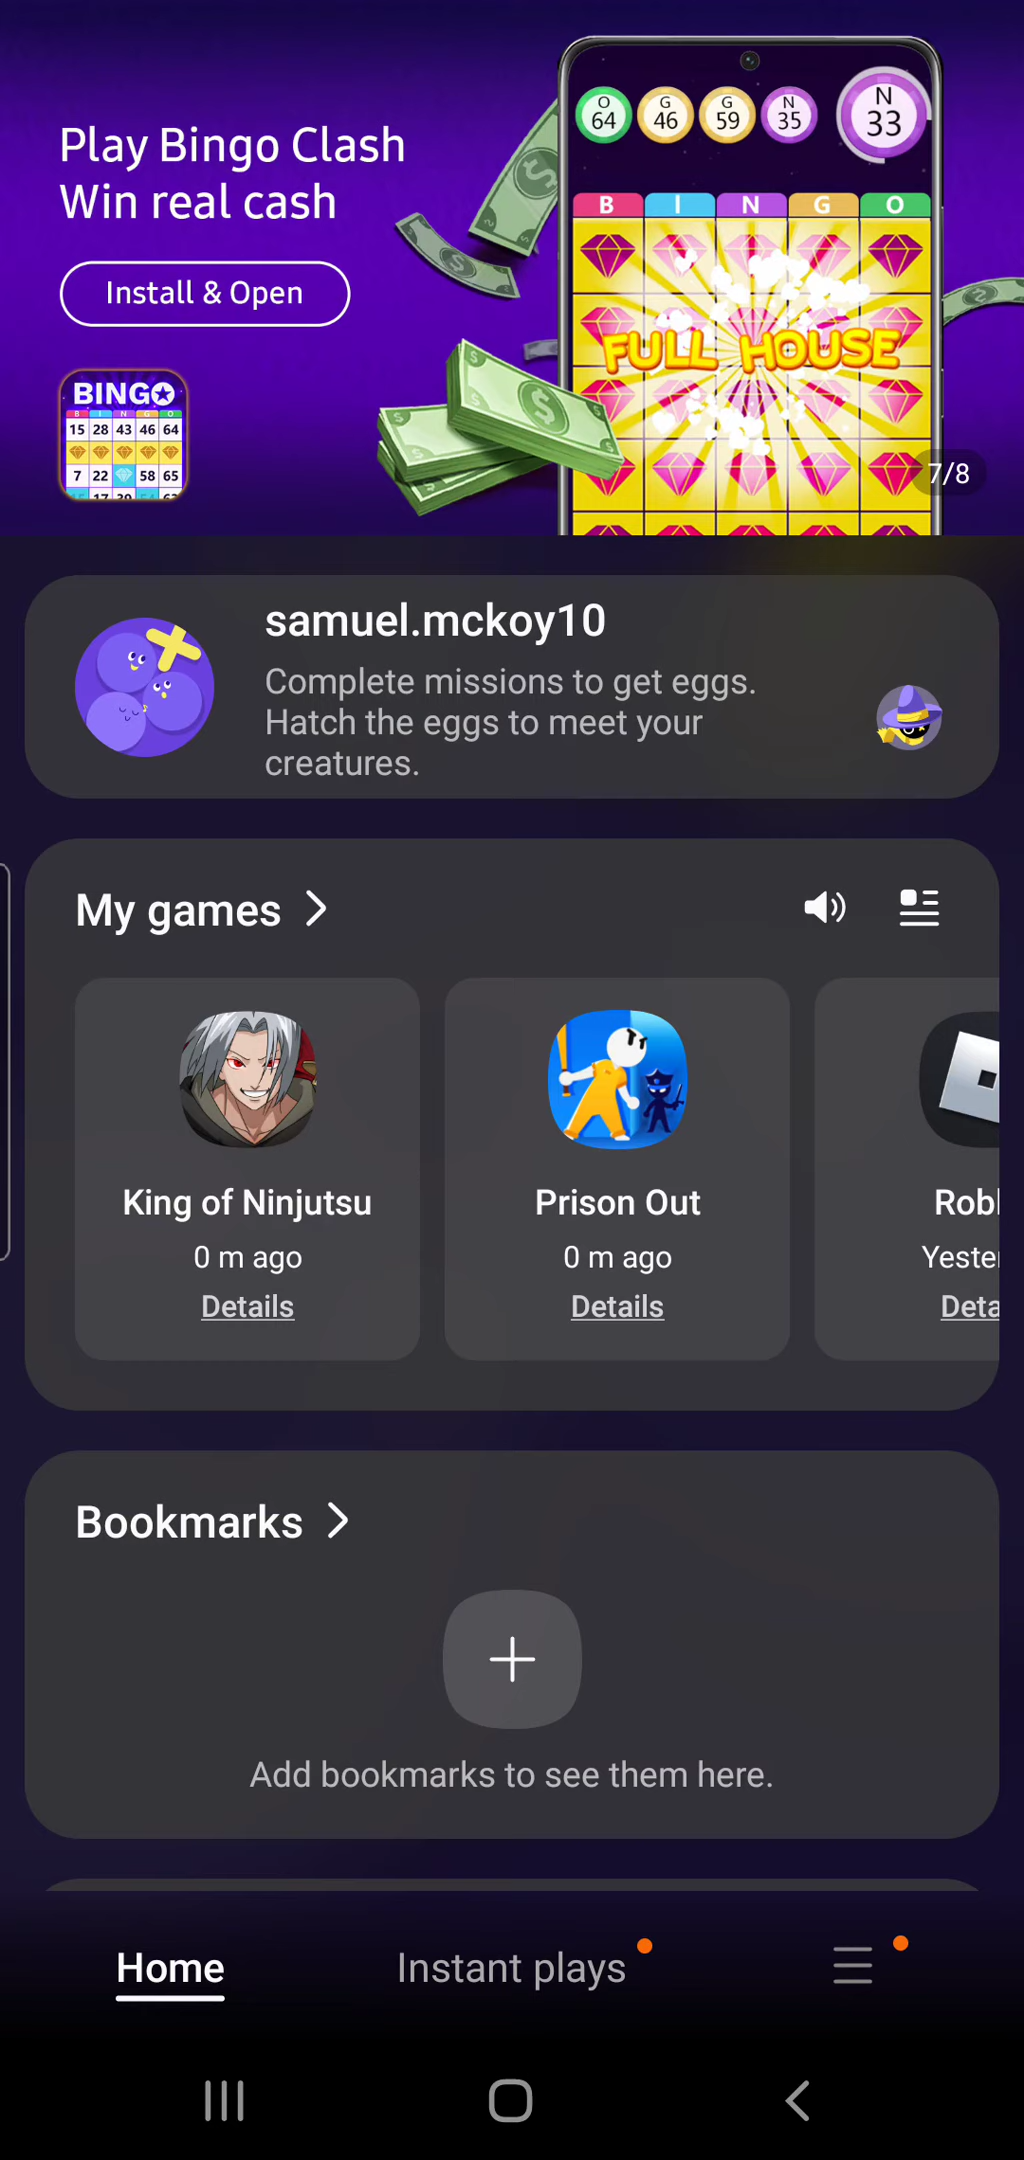 Play Bingo Clash
Win real cash
Install & Open
O 64
G 46
G 59
N 35
N 33
B I N G O
FULL HOUSE
BINGO
B I N G O
15 28 43 46 64
7 22 58 65
7/8
samuel.mckoy10
Complete missions to get eggs.
Hatch the eggs to meet your
creatures.
My games
King of Ninjutsu
0 m ago
Details
Prison Out
0 m ago
Details
Robl
Yester
Deta
Bookmarks
Add bookmarks to see them here.
Home
Instant plays